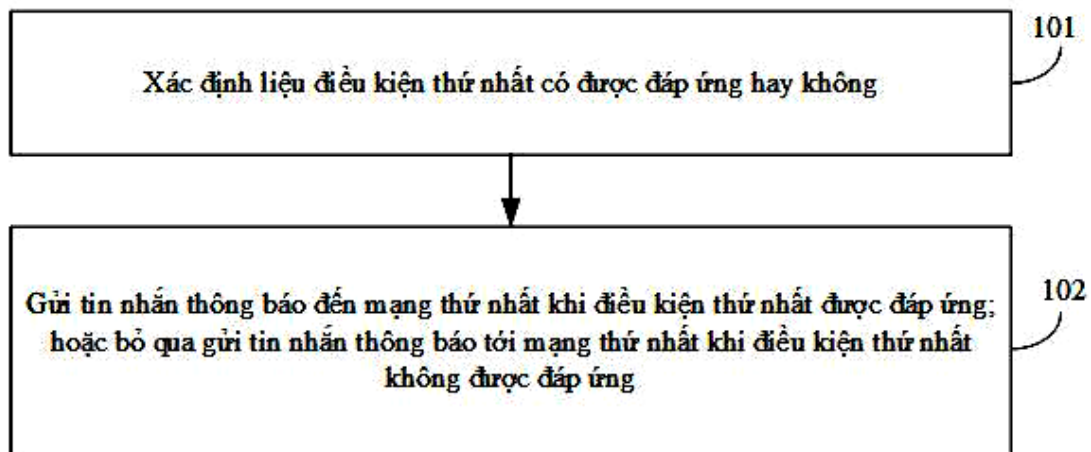 101
Xác định liệu điều kiện thứ nhất có được đáp ứng hay không
102
Gửi tin nhắn thông báo đến mạng thứ nhất khi điều kiện thứ nhất được đáp ứng;
hoặc bỏ qua gửi tin nhắn thông báo tới mạng thứ nhất khi điều kiện thứ nhất
không được đáp ứng